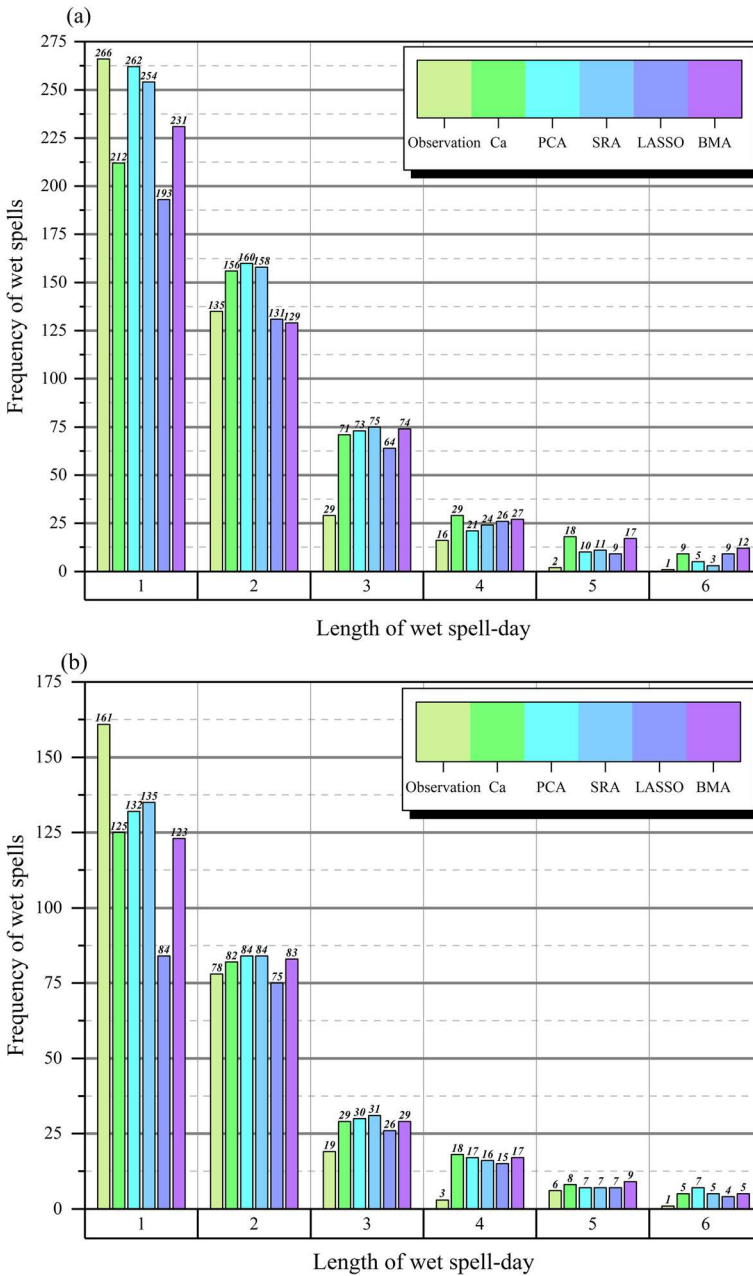 (a)
275
250
225
200
175
150
125
100
75
50
25
0
Frequency of wet spells
Observation Ca PCA SRA LASSO BMA
266 212 262 254 193 231
135 156 160 158 131 129
29 71 73 75 64 74
16 29 21 24 26 27
2 18 10 11 9 17
1 9 5 3 9 12
1 2 3 4 5 6
Length of wet spell-day
(b)
175
150
125
100
75
50
25
0
Frequency of wet spells
Observation Ca PCA SRA LASSO BMA
161 125 132 135 84 123
78 82 84 84 75 83
19 29 30 31 26 29
3 18 17 16 15 17
6 8 7 7 7 9
1 5 7 5 4 5
1 2 3 4 5 6
Length of wet spell-day